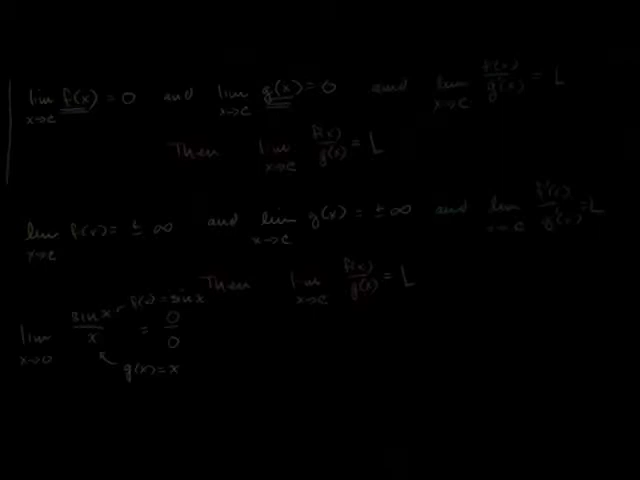 lim x→c f(x) = 0 and lim x→c g(x) = 0 and lim x→c f'(x)/g'(x) = L
Then lim x→c f(x)/g(x) = L
lim x→c f(x) = ± ∞ and lim x→c g(x) = ± ∞ and lim x→c f'(x)/g'(x) = L
Then lim x→c f(x)/g(x) = L
lim x→0 sin x/x = 0/0
f(x) = sin x
g(x) = x